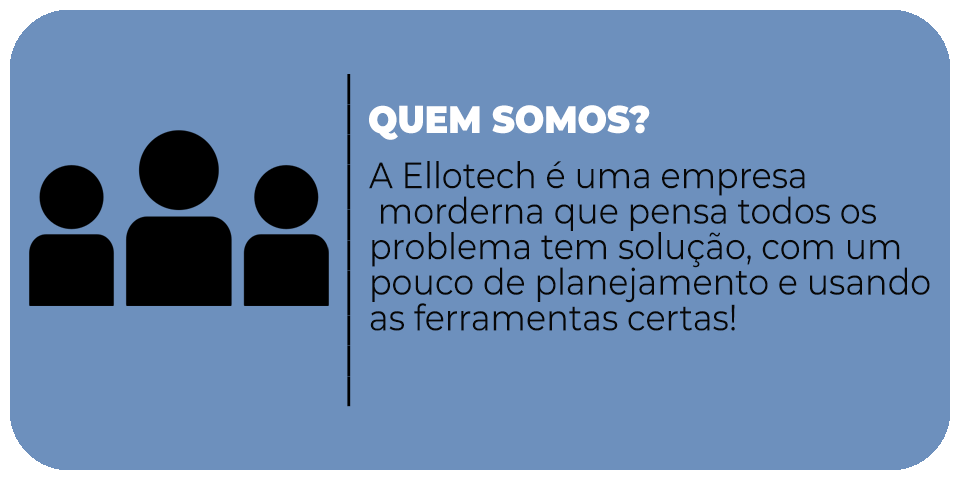 QUEM SOMOS?
A Ellotech é uma empresa
morderna que pensa todos os
problema tem solução, com um
pouco de planejamento e usando
as ferramentas certas!